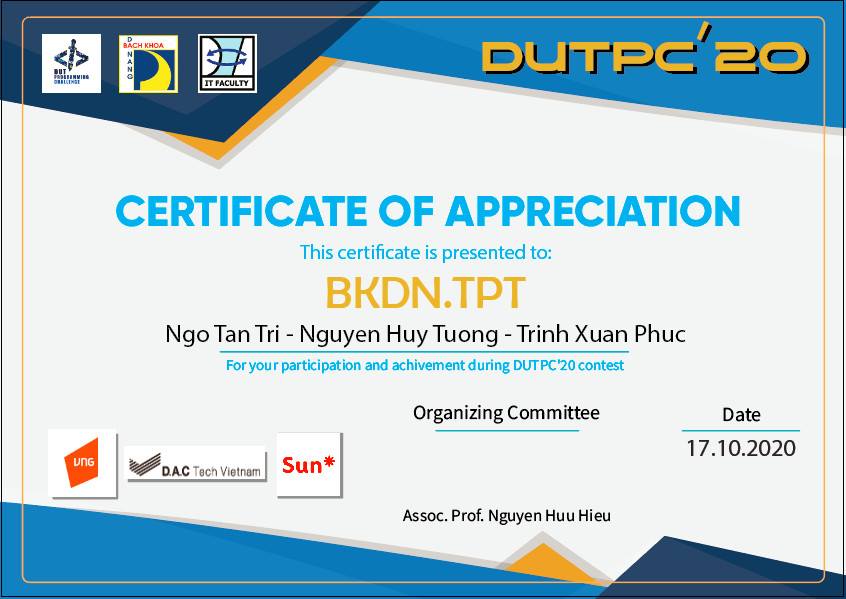 DUT
PROGRAMMING
CHALLENGE
DANANG
BACH KHOA
IT FACULTY
DUTPC'20
CERTIFICATE OF APPRECIATION
This certificate is presented to:
BKDN.TPT
Ngo Tan Tri - Nguyen Huy Tuong - Trinh Xuan Phuc
For your participation and achivement during DUTPC'20 contest
Organizing Committee
Date
17.10.2020
VNG
D.A.C Tech Vietnam
Sun*
Assoc. Prof. Nguyen Huu Hieu